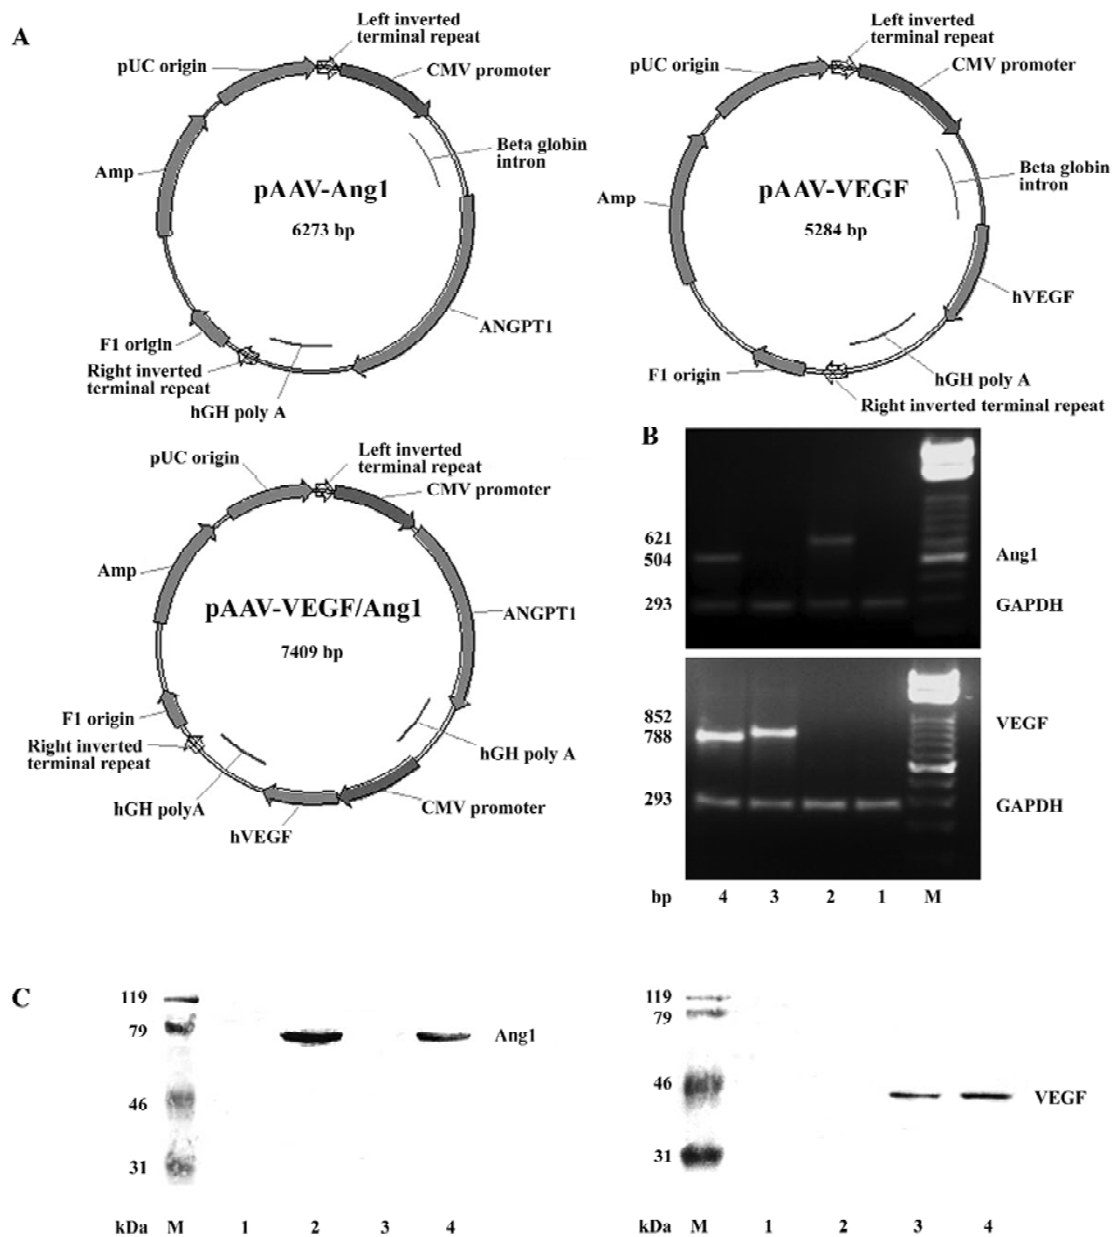 A
Left inverted
terminal repeat
pUC origin
CMV promoter
Beta globin
intron
Amp
pAAV-Ang1
6273 bp
ANGPT1
F1 origin
Right inverted
terminal repeat
hGH poly A
Left inverted
terminal repeat
pUC origin
CMV promoter
Beta globin
intron
Amp
pAAV-VEGF
5284 bp
hVEGF
F1 origin
hGH poly A
Right inverted terminal repeat
Left inverted
terminal repeat
pUC origin
CMV promoter
Amp
pAAV-VEGF/Ang1
7409 bp
ANGPT1
F1 origin
Right inverted
terminal repeat
hGH polyA
hVEGF
CMV promoter
hGH poly A
B
621
504
293
Ang1
GAPDH
852
788
293
VEGF
GAPDH
bp 4 3 2 1 M
C
119
79
46
31
Ang1
kDa M 1 2 3 4
119
79
46
31
VEGF
kDa M 1 2 3 4